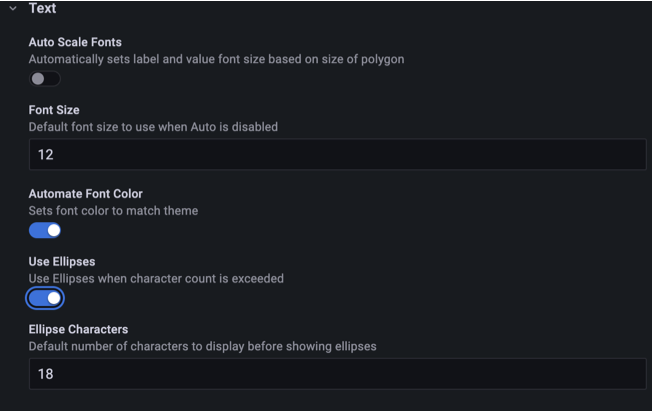 Text
Auto Scale Fonts
Automatically sets label and value font size based on size of polygon
Font Size
Default font size to use when Auto is disabled
12
Automate Font Color
Sets font color to match theme
Use Ellipses
Use Ellipses when character count is exceeded
Ellipse Characters
Default number of characters to display before showing ellipses
18